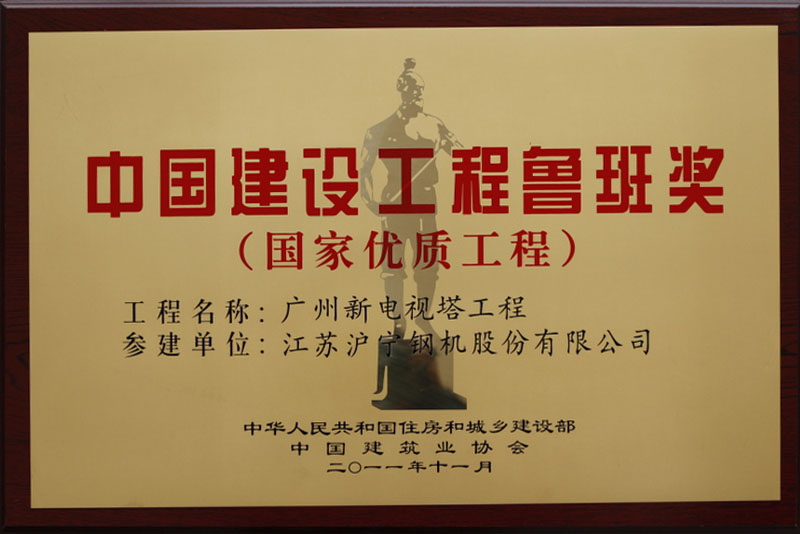 中国建设工程鲁班奖
（国家优质工程）
工程名称：广州新电视塔工程
参建单位：江苏沪宁钢机股份有限公司
中华人民共和国住房和城乡建设部
中国建筑业协会
二〇一一年十一月